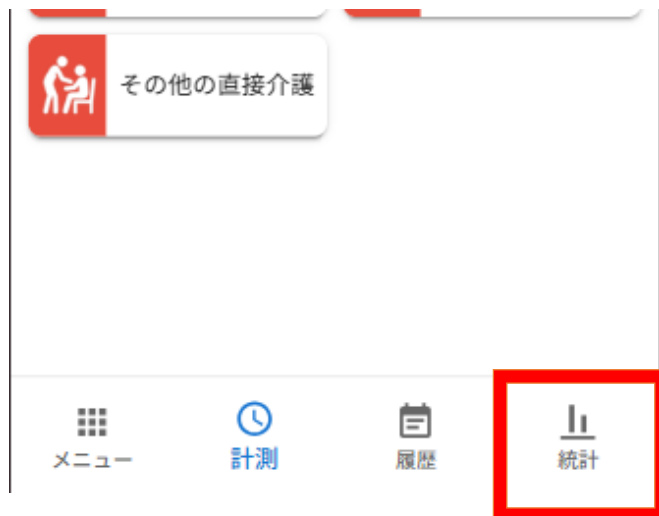 その他の直接介護
メニュー
計測
履歴
統計